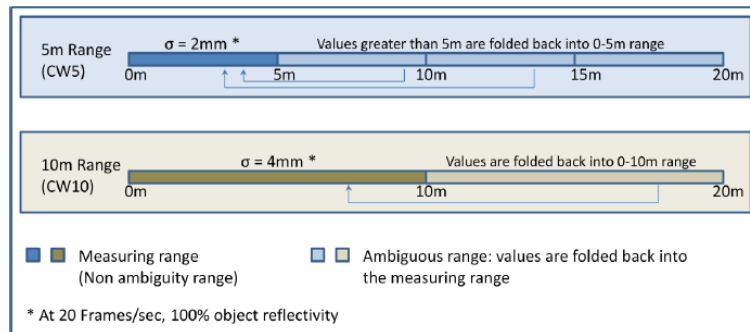 5m Range
(CW5)
σ = 2mm *
Values greater than 5m are folded back into 0-5m range
0m 5m 10m 15m 20m
10m Range
(CW10)
σ = 4mm *
Values are folded back into 0-10m range
0m 10m 20m
Measuring range
(Non ambiguity range)
Ambiguous range: values are folded back into
the measuring range
* At 20 Frames/sec, 100% object reflectivity